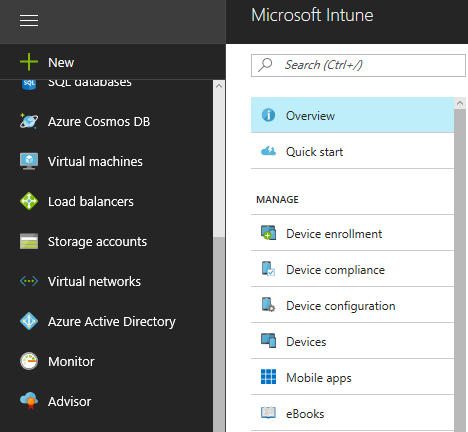 New
SQL databases
Azure Cosmos DB
Virtual machines
Load balancers
Storage accounts
Virtual networks
Azure Active Directory
Monitor
Advisor
Microsoft Intune
Search (Ctrl+/)
Overview
Quick start
MANAGE
Device enrollment
Device compliance
Device configuration
Devices
Mobile apps
eBooks